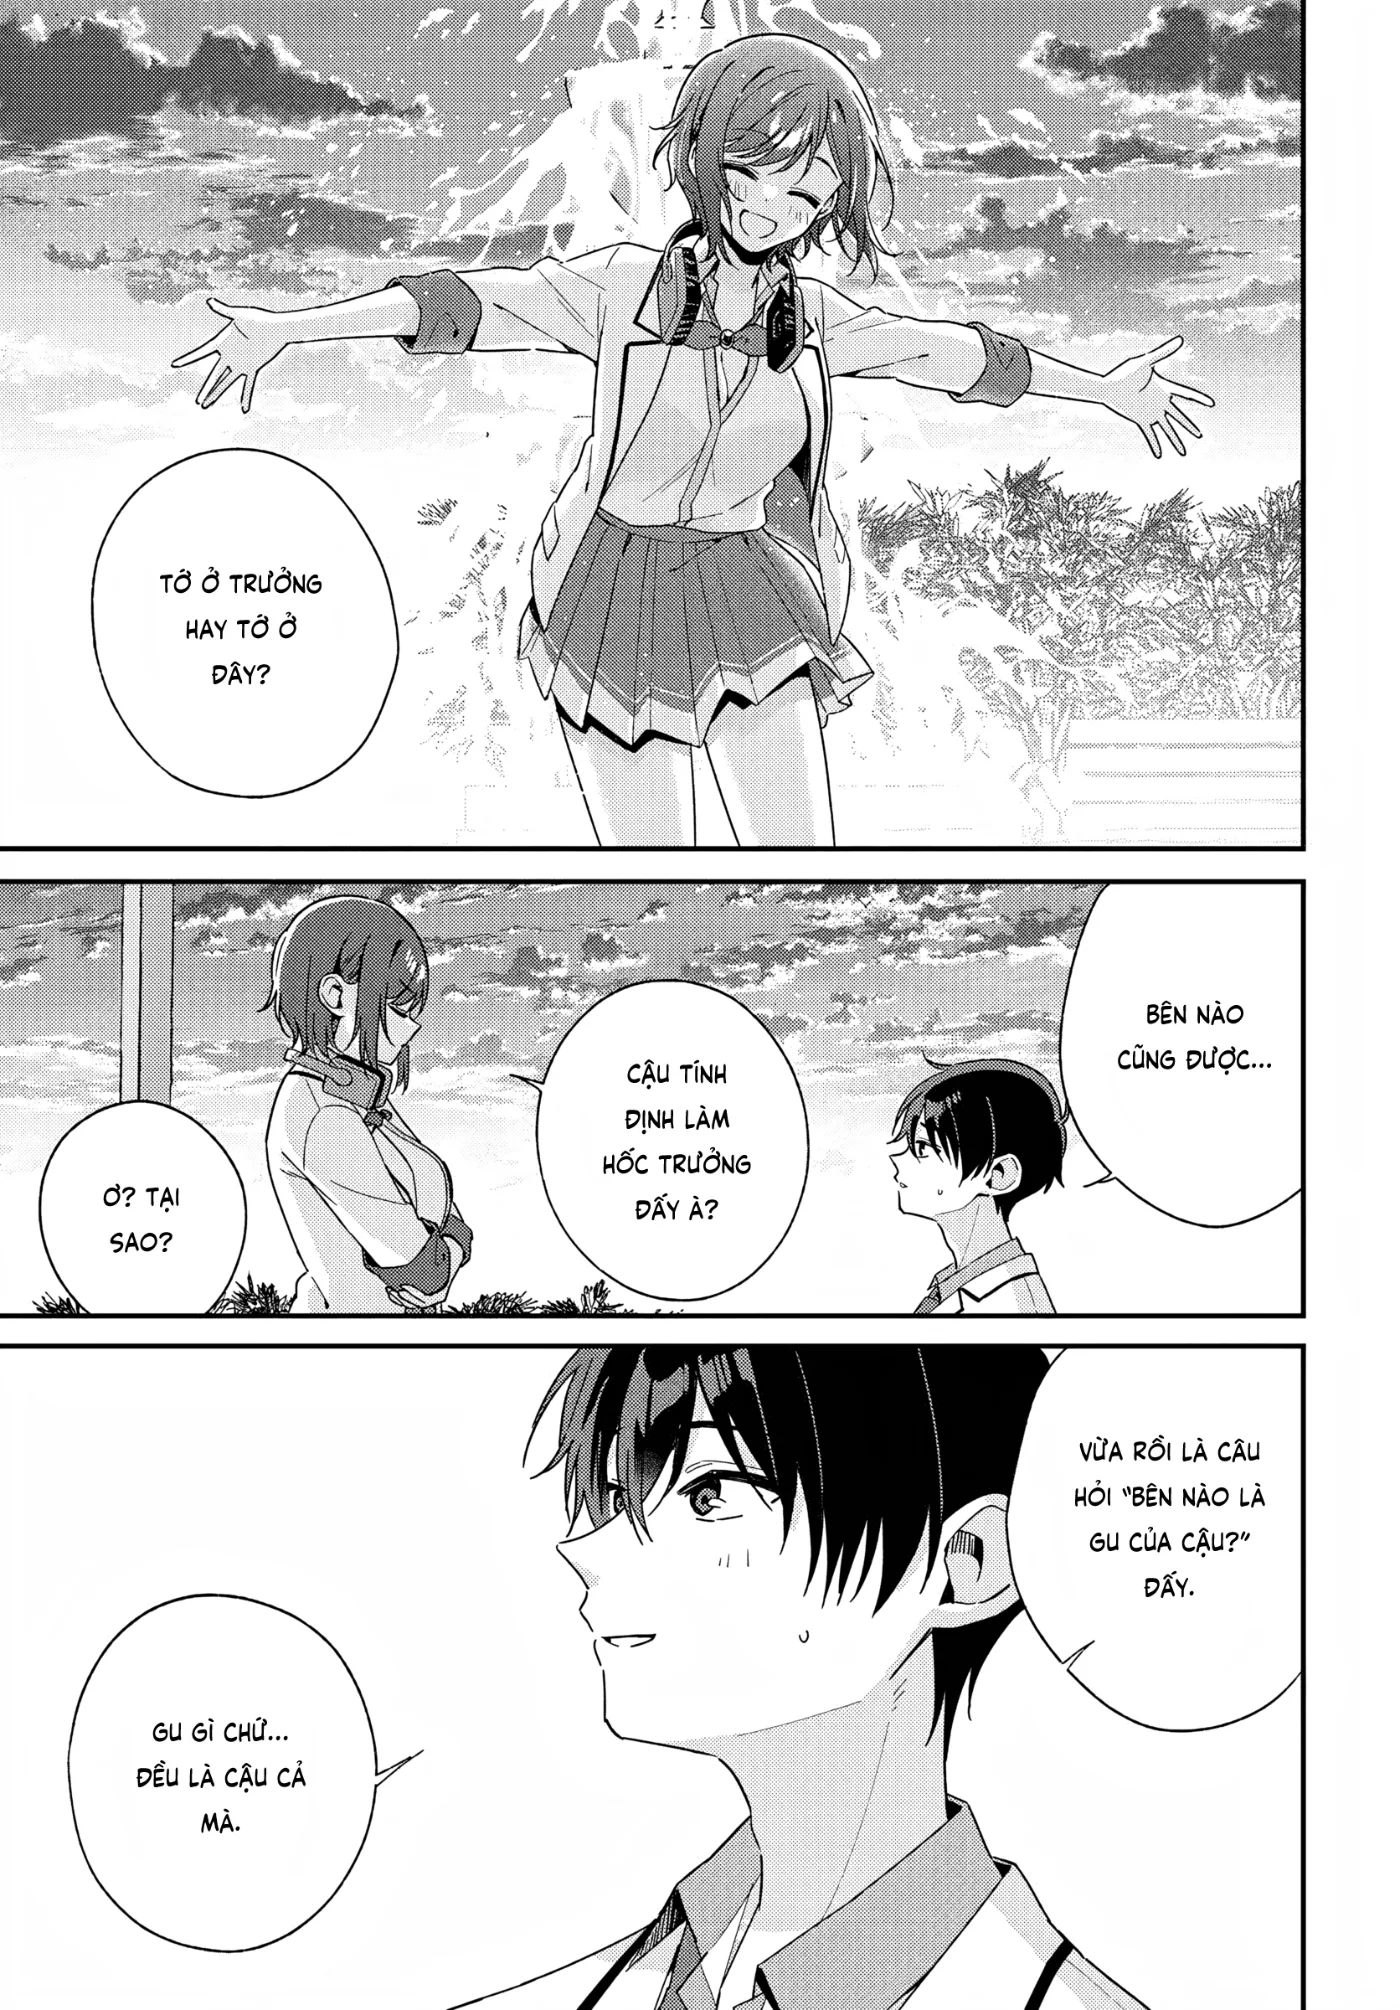 TỚ Ở TRƯỞNG
HAY TỚ Ở
ĐÂY?
BÊN NÀO
CŨNG ĐƯỢC...
CẬU TÍNH
ĐỊNH LÀM
HỐC TRƯỞNG
ĐẤY À?
Ơ? TẠI
SAO?
VỪA RỒI LÀ CÂU
HỎI "BÊN NÀO LÀ
GU CỦA CẬU?"
ĐẤY.
GU GÌ CHỨ...
ĐỀU LÀ CẬU CẢ
MÀ.